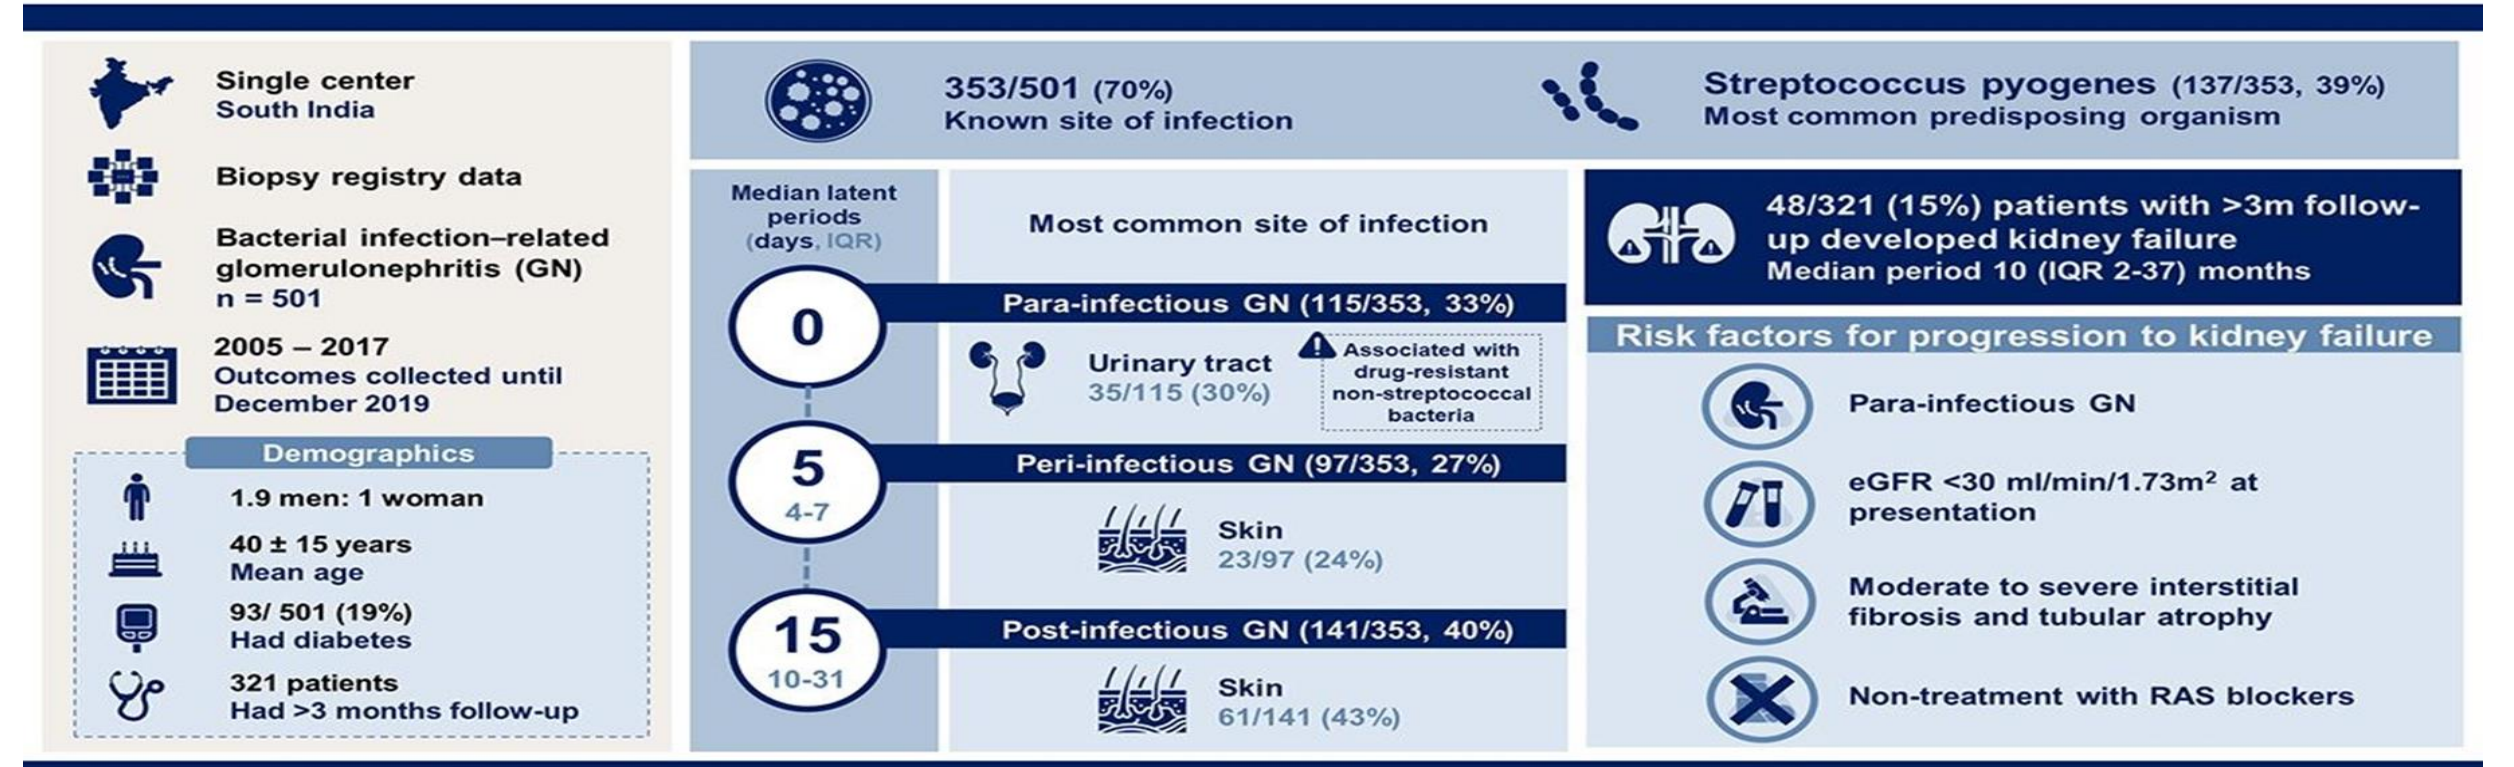 Single center
South India
Biopsy registry data
Bacterial infection–related
glomerulonephritis (GN)
n = 501
2005 – 2017
Outcomes collected until
December 2019
Demographics
1.9 men: 1 woman
40 ± 15 years
Mean age
93/ 501 (19%)
Had diabetes
321 patients
Had >3 months follow-up
353/501 (70%)
Known site of infection
Streptococcus pyogenes (137/353, 39%)
Most common predisposing organism
Median latent
periods
(days, IQR)
Most common site of infection
0
Para-infectious GN (115/353, 33%)
Urinary tract
35/115 (30%)
Associated with
drug-resistant
non-streptococcal
bacteria
5
4-7
Peri-infectious GN (97/353, 27%)
Skin
23/97 (24%)
15
10-31
Post-infectious GN (141/353, 40%)
Skin
61/141 (43%)
48/321 (15%) patients with >3m follow-
up developed kidney failure
Median period 10 (IQR 2-37) months
Risk factors for progression to kidney failure
Para-infectious GN
eGFR <30 ml/min/1.73m² at
presentation
Moderate to severe interstitial
fibrosis and tubular atrophy
Non-treatment with RAS blockers